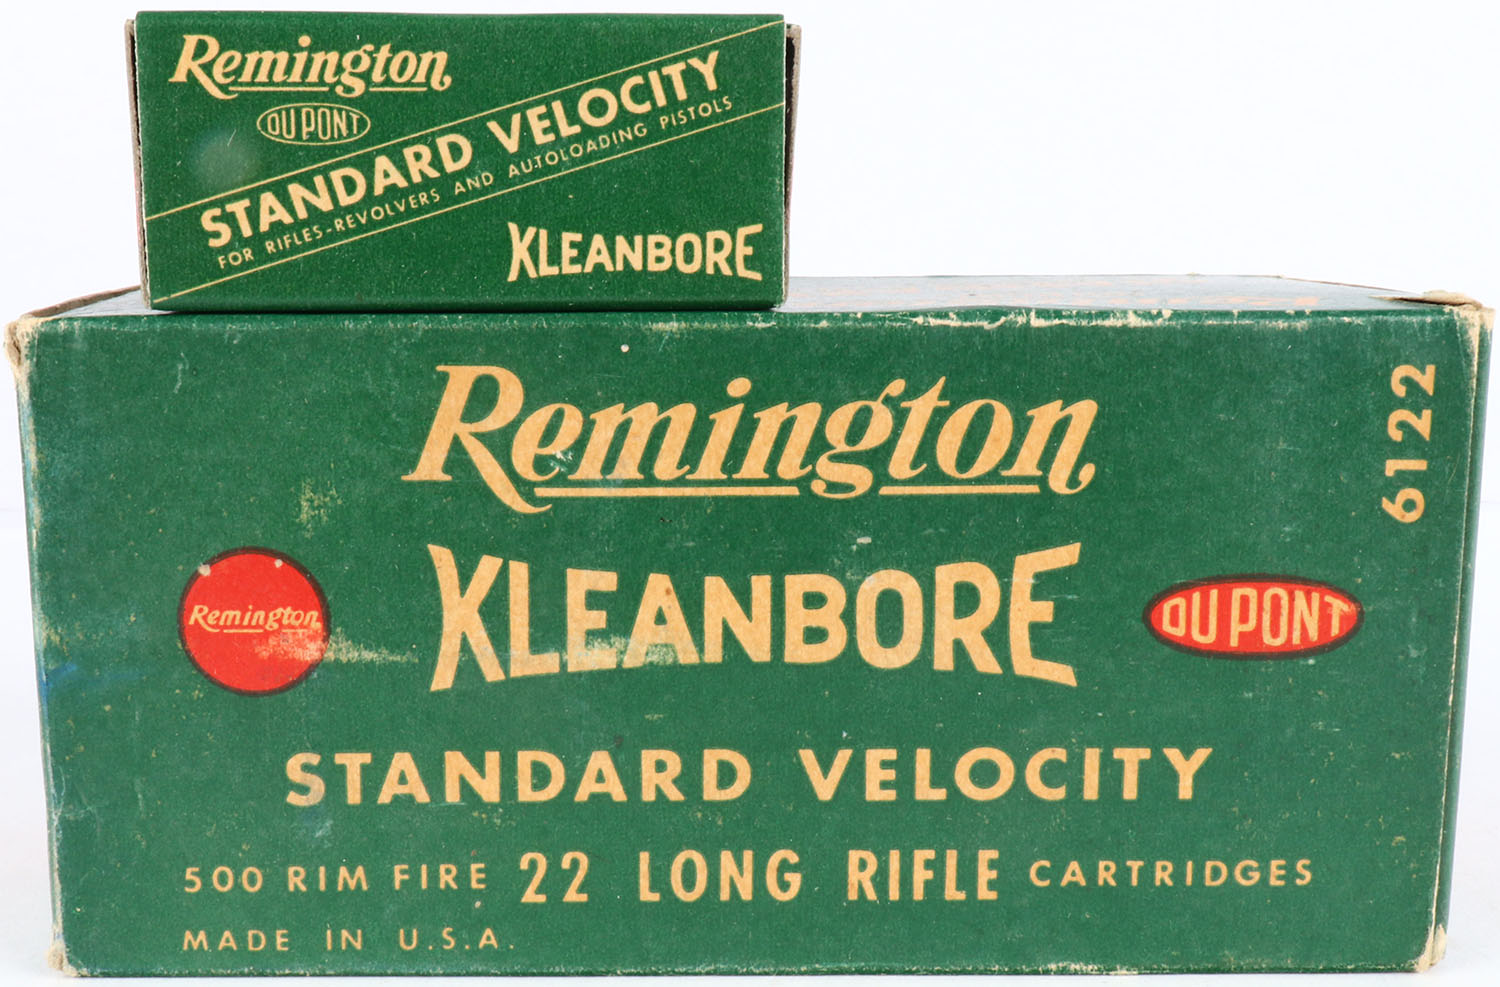 Remington
DU PONT
STANDARD VELOCITY
FOR RIFLES-REVOLVERS AND AUTOLOADING PISTOLS
KLEANBORE
Remington
6122
KLEANBORE
Remington
DU PONT
STANDARD VELOCITY
500 RIM FIRE 22 LONG RIFLE CARTRIDGES
MADE IN U.S.A.